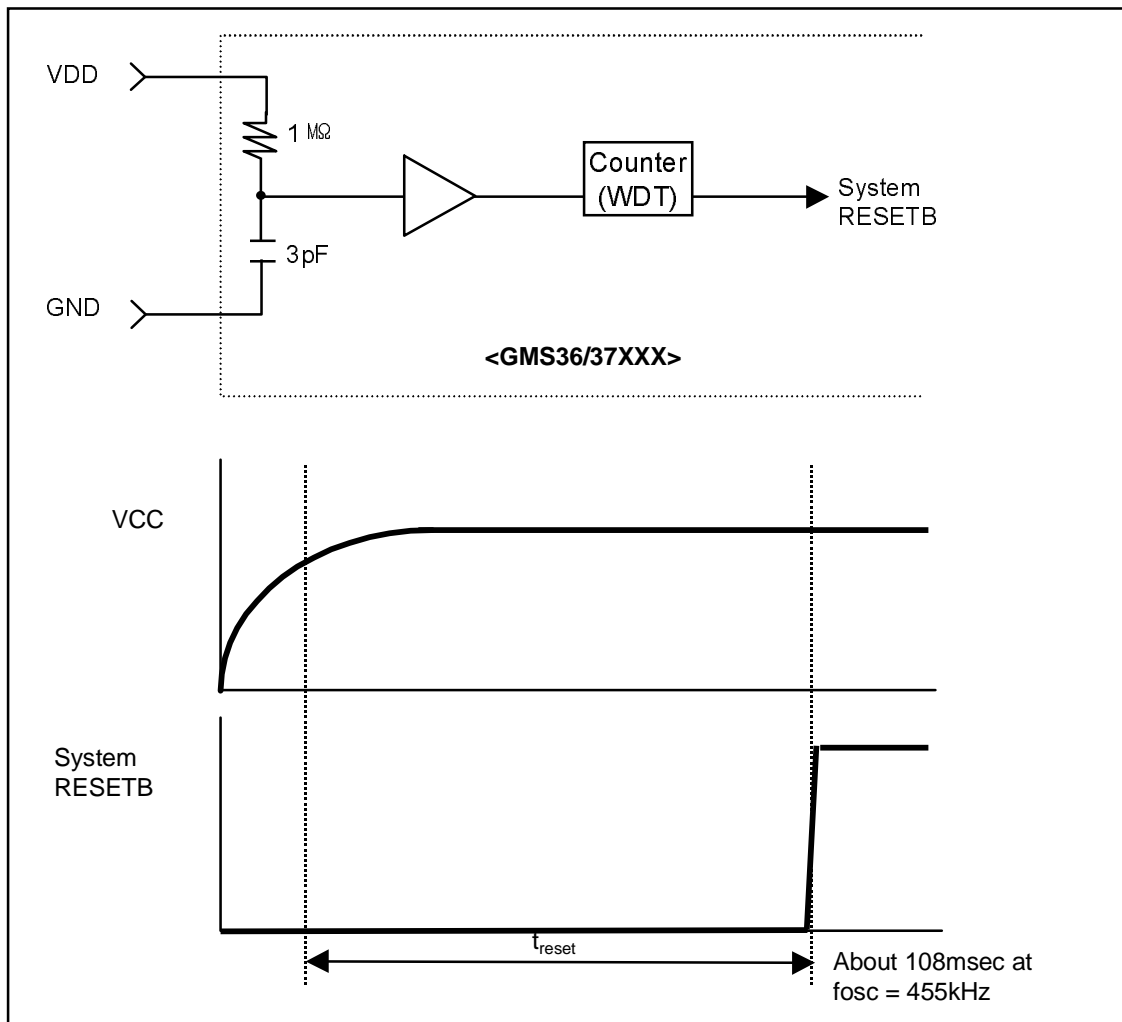 VDD
1 MΩ
Counter
(WDT)
System
RESETB
3pF
GND
<GMS36/37XXX>
VCC
System
RESETB
treset
About 108msec at
fosc = 455kHz